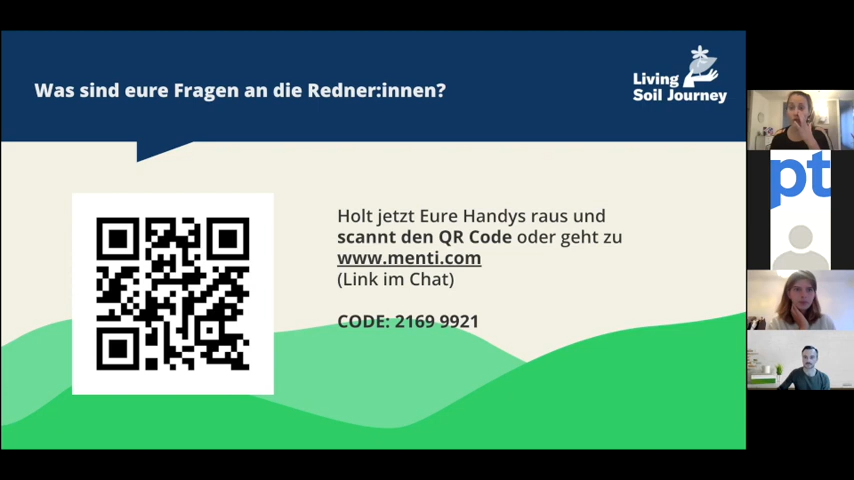 Was sind eure Fragen an die Redner:innen?
Living
Soil Journey
Holt jetzt Eure Handys raus und
scannt den QR Code oder geht zu
www.menti.com
(Link im Chat)
CODE: 2169 9921
pt